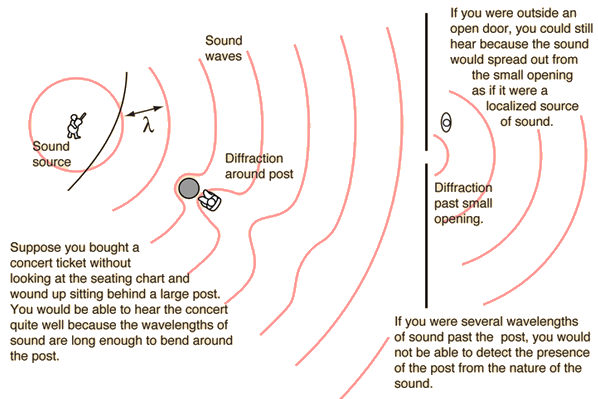 Sound
waves
If you were outside an
open door, you could still
hear because the sound
would spread out from
the small opening
as if it were a
localized source
of sound.
λ
Sound
source
Diffraction
around post
Diffraction
past small
opening.
Suppose you bought a
concert ticket without
looking at the seating chart and
wound up sitting behind a large post.
You would be able to hear the concert
quite well because the wavelengths of
sound are long enough to bend around
the post.
If you were several wavelengths
of sound past the post, you would
not be able to detect the presence
of the post from the nature of the
sound.